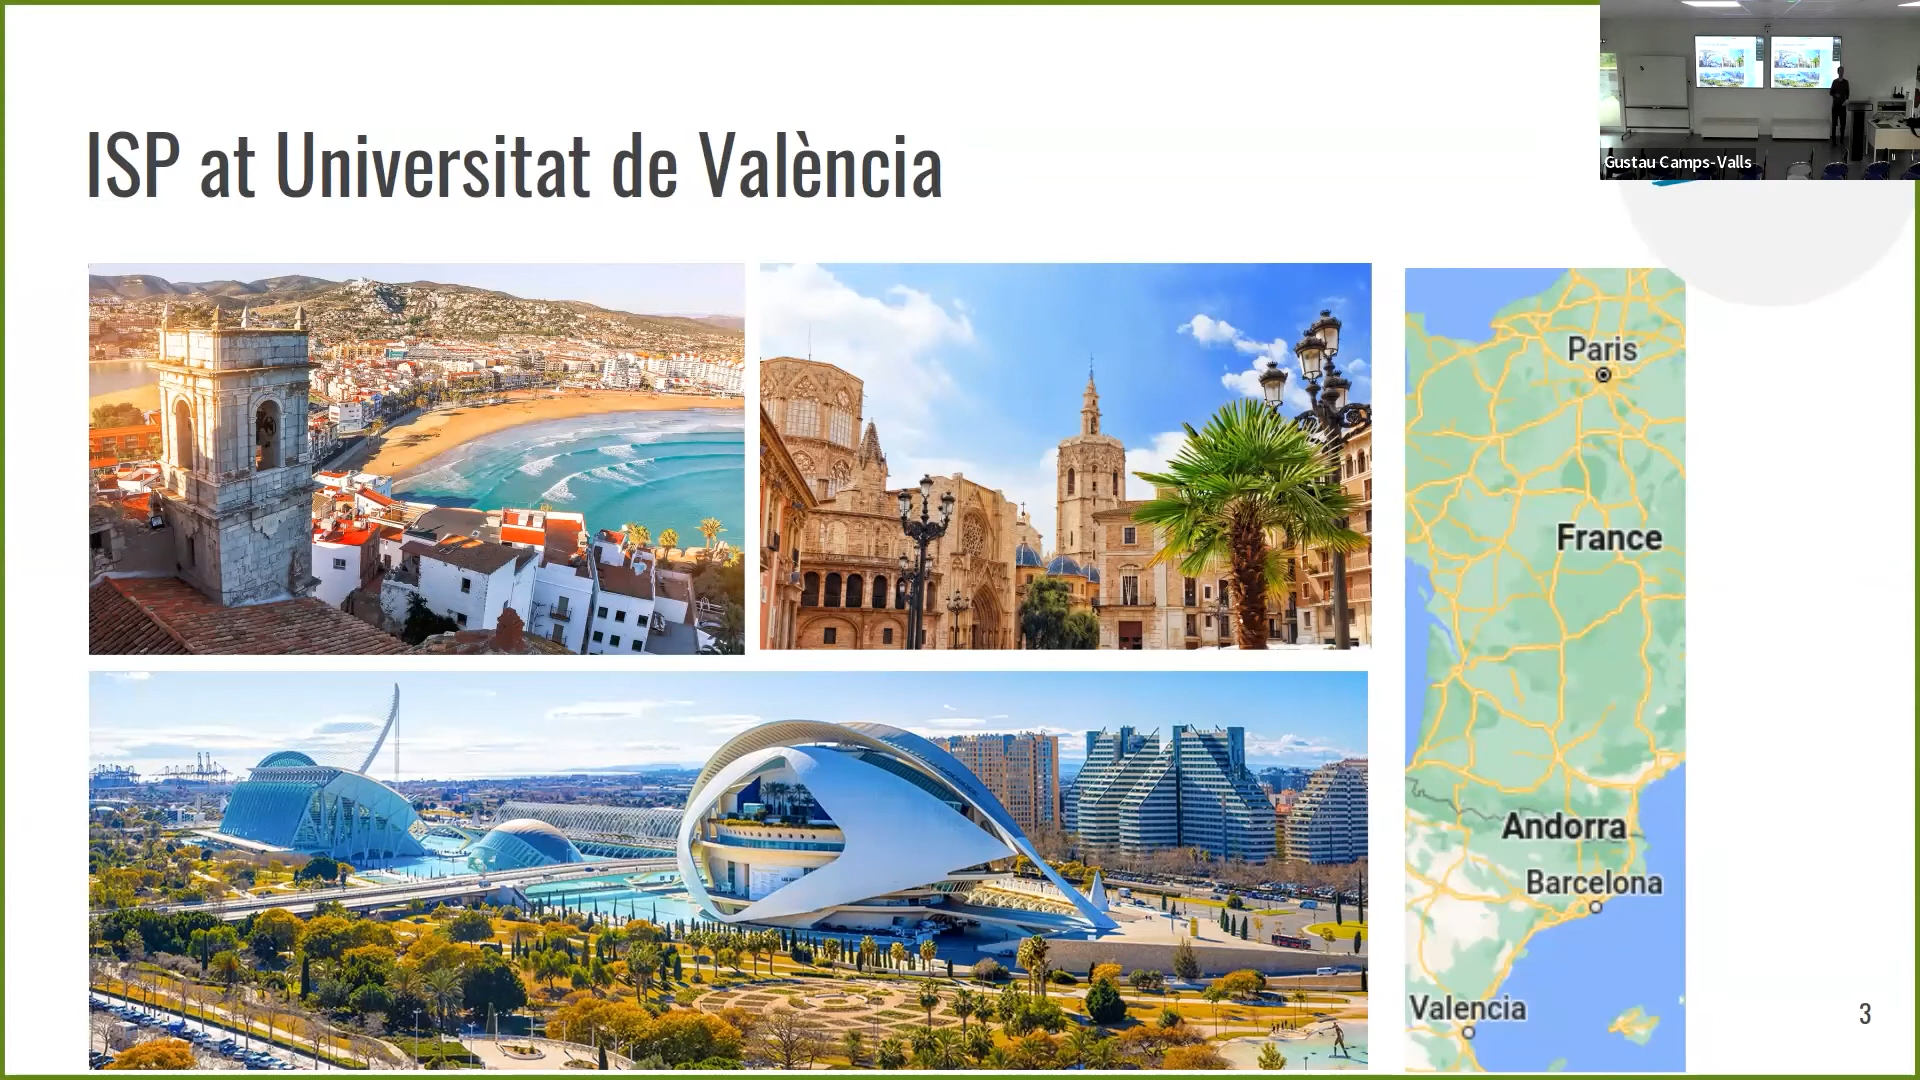 ISP at Universitat de València
Gustau Camps-Valls
Paris
France
Andorra
Barcelona
Valencia
3